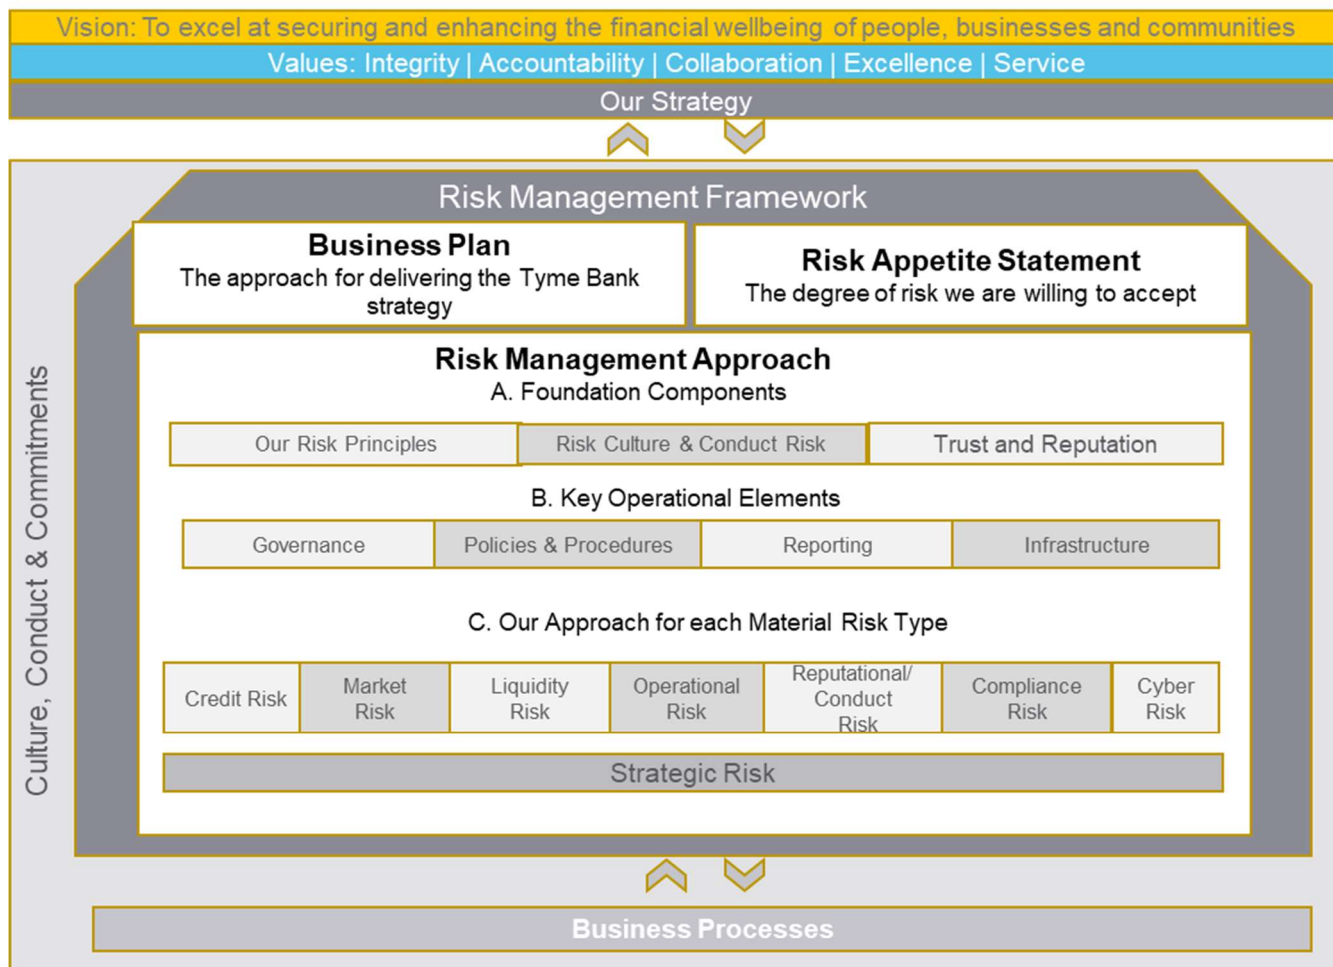 Vision: To excel at securing and enhancing the financial wellbeing of people, businesses and communities
Values: Integrity | Accountability | Collaboration | Excellence | Service
Our Strategy
Risk Management Framework
Business Plan
The approach for delivering the Tyme Bank
strategy
Risk Appetite Statement
The degree of risk we are willing to accept
Culture, Conduct & Commitments
Risk Management Approach
A. Foundation Components
Our Risk Principles
Risk Culture & Conduct Risk
Trust and Reputation
B. Key Operational Elements
Governance
Policies & Procedures
Reporting
Infrastructure
C. Our Approach for each Material Risk Type
Credit Risk
Market
Risk
Liquidity
Risk
Operational
Risk
Reputational/
Conduct
Risk
Compliance
Risk
Cyber
Risk
Strategic Risk
Business Processes